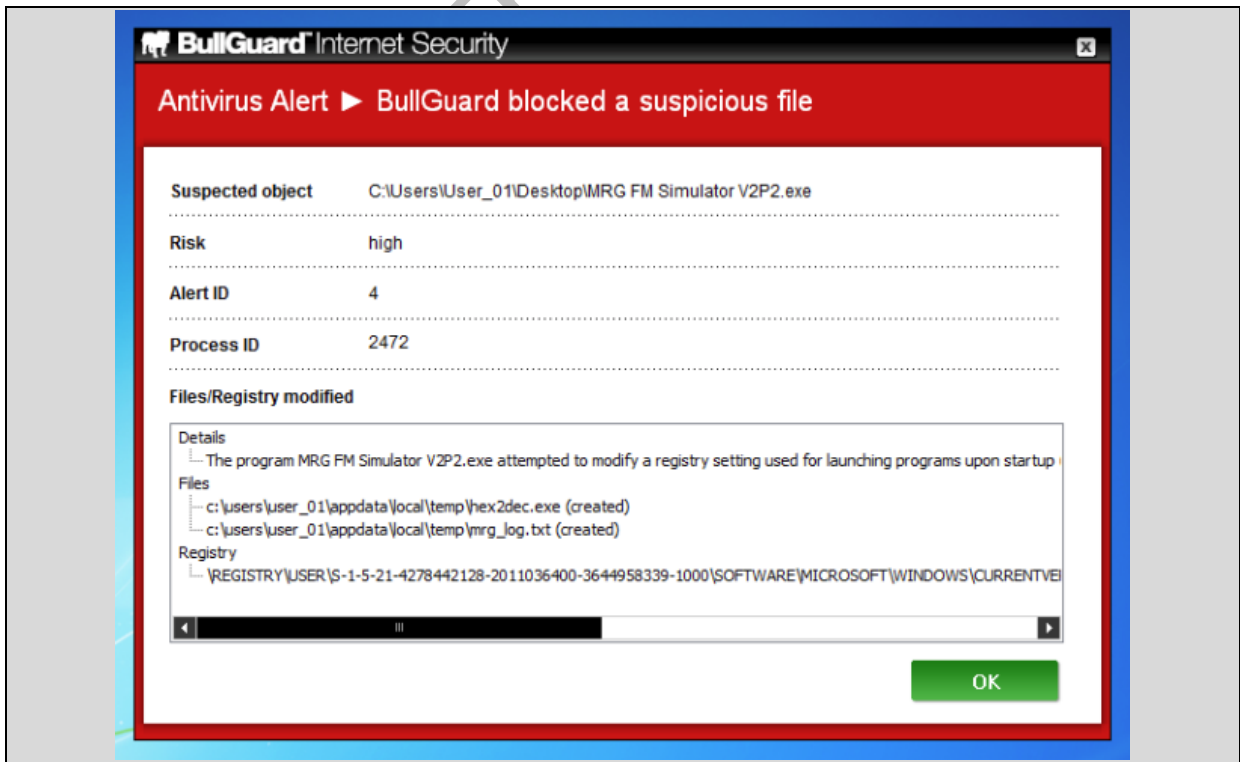 BullGuard Internet Security
Antivirus Alert ► BullGuard blocked a suspicious file
Suspected object C:\Users\User_01\Desktop\MRG FM Simulator V2P2.exe
Risk high
Alert ID 4
Process ID 2472
Files/Registry modified
Details
The program MRG FM Simulator V2P2.exe attempted to modify a registry setting used for launching programs upon startup
Files
c:\users\user_01\appdata\local\temp\hex2dec.exe (created)
c:\users\user_01\appdata\local\temp\mrg_log.txt (created)
Registry
\REGISTRY\USER\S-1-5-21-4278442128-2011036400-3644958339-1000\SOFTWARE\MICROSOFT\WINDOWS\CURRENTVE
OK